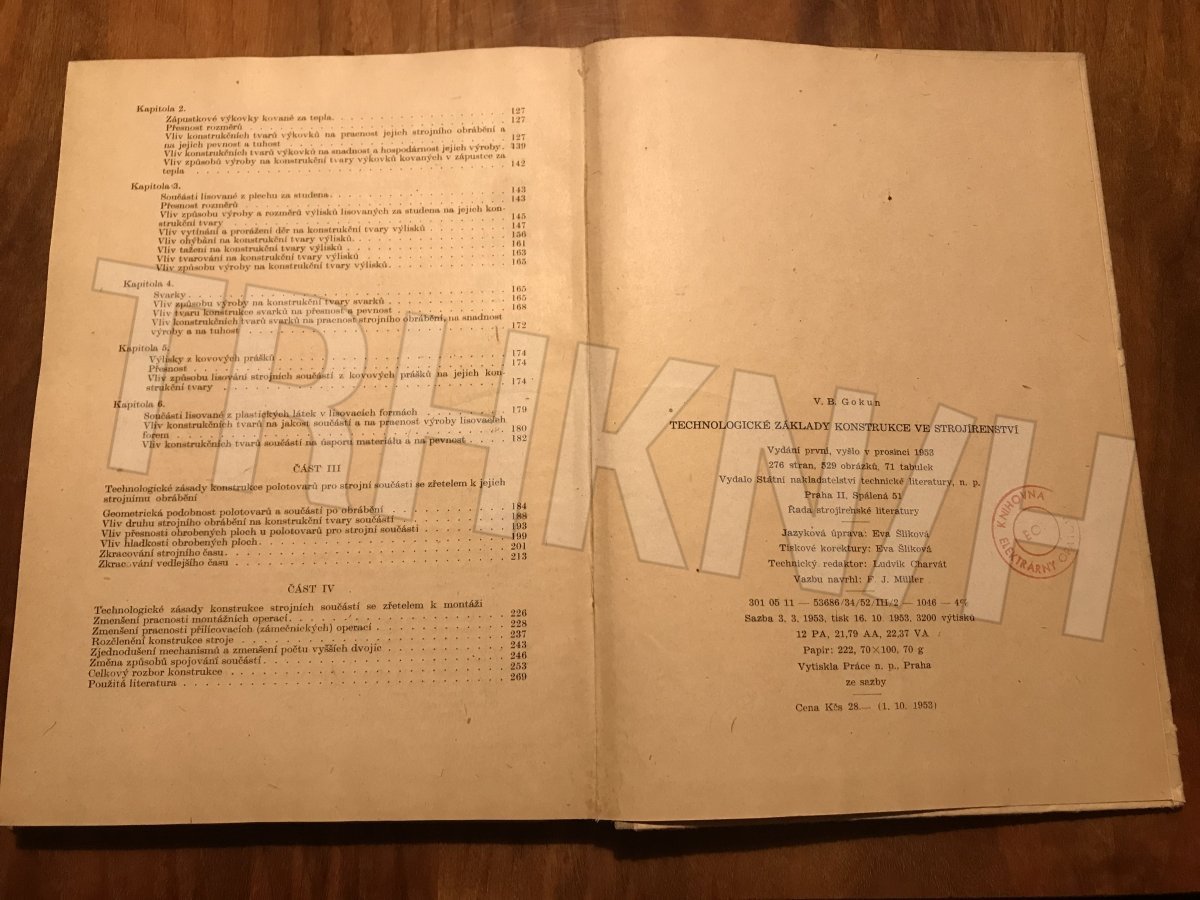 Kapitola 2.
Zápustkové výkovky kované za tepla. 127
Přesnost rozměrů 127
Vliv konstrukčních tvarů výkovků na pracnost jejich strojního obrábění a
na jejich pevnost a tuhost 127
Vliv konstrukčních tvarů výkovků na snadnost a hospodárnost jejich výroby. 139
Vliv způsobů výroby na konstrukční tvary výkovků kovaných v zápustce za
tepla 142
Kapitola 3.
Součásti lisované z plechu za studena. 143
Přesnost rozměrů 143
Vliv způsobu výroby a rozměrů výlisků lisovaných za studena na jejich kon-
strukční tvary 145
Vliv vytínání a prorážení děr na konstrukční tvary výlisků 147
Vliv ohýbání na konstrukční tvary výlisků. 156
Vliv tažení na konstrukční tvary výlisků 161
Vliv tvarování na konstrukční tvary výlisků 163
Vliv způsobu výroby na konstrukční tvary výlisků. 165
Kapitola 4.
Svarky. 165
Vliv způsobu výroby na konstrukční tvary svarků 165
Vliv tvaru konstrukce svarků na přesnost a pevnost 168
Vliv konstrukčních tvarů svarků na pracnost strojního obrábění, na snadnost
výroby a na tuhost 172
Kapitola 5.
Výlisky z kovových prášků 174
Přesnost 174
Vliv způsobu lisování strojních součástí z kovových prášků na jejich kon-
strukční tvary 174
Kapitola 6.
Součásti lisované z plastických látek v lisovacích formách 179
Vliv konstrukčních tvarů na jakost součástí a na pracnost výroby lisovacích
forem 180
Vliv konstrukčních tvarů součástí na úsporu materiálu a na pevnost 182
ČÁST III
Technologické zásady konstrukce polotovarů pro strojní součásti se zřetelem k jejich
strojnímu obrábění
Geometrická podobnost polotovarů a součástí po obrábění 184
Vliv druhu strojního obrábění na konstrukční tvary součástí 188
Vliv přesnosti obrobených ploch u polotovarů pro strojní součásti 193
Vliv hladkosti obrobených ploch. 199
Zkracování strojního času. 201
Zkracování vedlejšího času 213
ČÁST IV
Technologické zásady konstrukce strojních součástí se zřetelem k montáži
Zmenšení pracnosti montážních operací 226
Zmenšení pracnosti přilícovacích (zámečnických) operací 228
Rozčlenění konstrukce stroje 237
Zjednodušení mechanismů a zmenšení počtu vyšších dvojic 243
Změna způsobů spojování součástí. 246
Celkový rozbor konstrukce 253
Použitá literatura 269
V. B. Gokun
TECHNOLOGICKÉ ZÁKLADY KONSTRUKCE VE STROJÍRENSTVÍ
Vydání první, vyšlo v prosinci 1953
276 stran, 529 obrázků, 71 tabulek
Vydalo Státní nakladatelství technické literatury, n. p.
Praha II, Spálená 51
Řada strojírenské literatury
Jazyková úprava: Eva Šlíková
Tiskové korektury: Eva Šlíková
Technický redaktor: Ludvík Charvát
Vazbu navrhl: F. J. Müller
301 05 11 — 53686/34/52/III/2 — 1046 — 4%
Sazba 3. 3. 1953, tisk 16. 10. 1953, 3200 výtisků
12 PA, 21,79 AA, 22,37 VA
Papír: 222, 70×100, 70 g
Vytiskla Práce n. p., Praha
ze sazby
Cena Kčs 28.— (1. 10. 1953)
KNIHOVNA
ELEKTRÁRNY
TRHKNIH